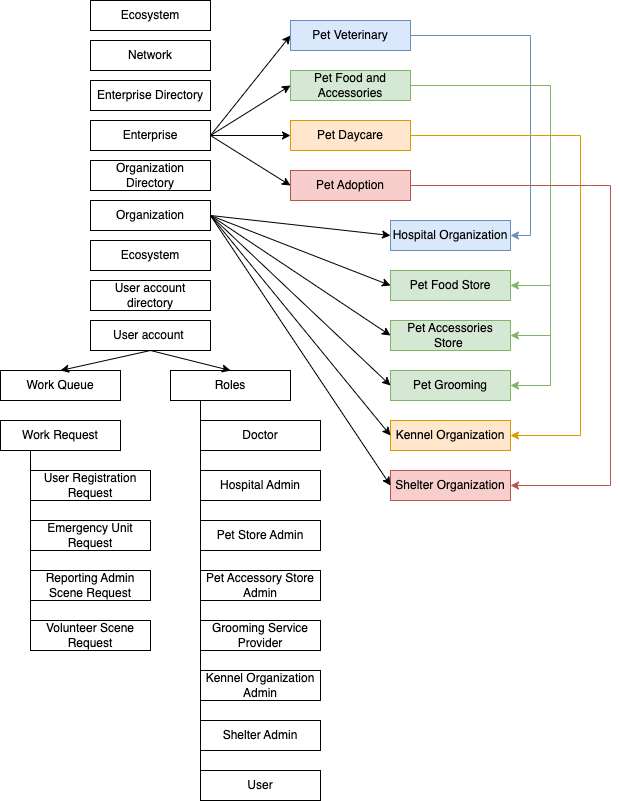 Ecosystem
Network
Enterprise Directory
Enterprise
Organization
Directory
Organization
Ecosystem
User account
directory
User account
Work Queue
Roles
Work Request
User Registration
Request
Emergency Unit
Request
Reporting Admin
Scene Request
Volunteer Scene
Request
Doctor
Hospital Admin
Pet Store Admin
Pet Accessory Store
Admin
Grooming Service
Provider
Kennel Organization
Admin
Shelter Admin
User
Pet Veterinary
Pet Food and
Accessories
Pet Daycare
Pet Adoption
Hospital Organization
Pet Food Store
Pet Accessories
Store
Pet Grooming
Kennel Organization
Shelter Organization